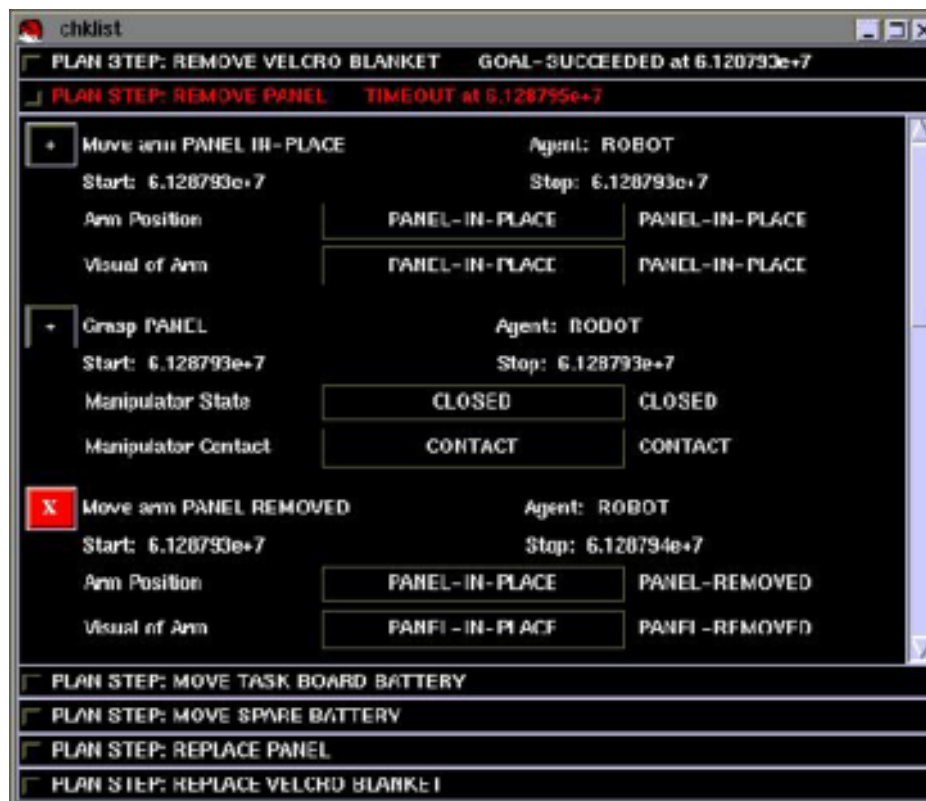 chklist
PLAN STEP: REMOVE VELCRO BLANKET GOAL-SUCCEEDED at 6.120793e+7
PLAN STEP: REMOVE PANEL TIMEOUT at 6.128795e+7
+ Move arm PANEL IN-PLACE Agent: ROBOT
Start: 6.128793e+7 Stop: 6.128793e+7
Arm Position PANEL-IN-PLACE PANEL-IN-PLACE
Visual of Arm PANEL-IN-PLACE PANEL-IN-PLACE
+ Grasp PANEL Agent: ROBOT
Start: 6.128793e+7 Stop: 6.128793e+7
Manipulator State CLOSED CLOSED
Manipulator Contact CONTACT CONTACT
X Move arm PANEL REMOVED Agent: ROBOT
Start: 6.128793e+7 Stop: 6.128794e+7
Arm Position PANEL-IN-PLACE PANEL-REMOVED
Visual of Arm PANEL-IN-PLACE PANEL-REMOVED
PLAN STEP: MOVE TASK BOARD BATTERY
PLAN STEP: MOVE SPARE BATTERY
PLAN STEP: REPLACE PANEL
PLAN STEP: REPLACE VELCRO BLANKET